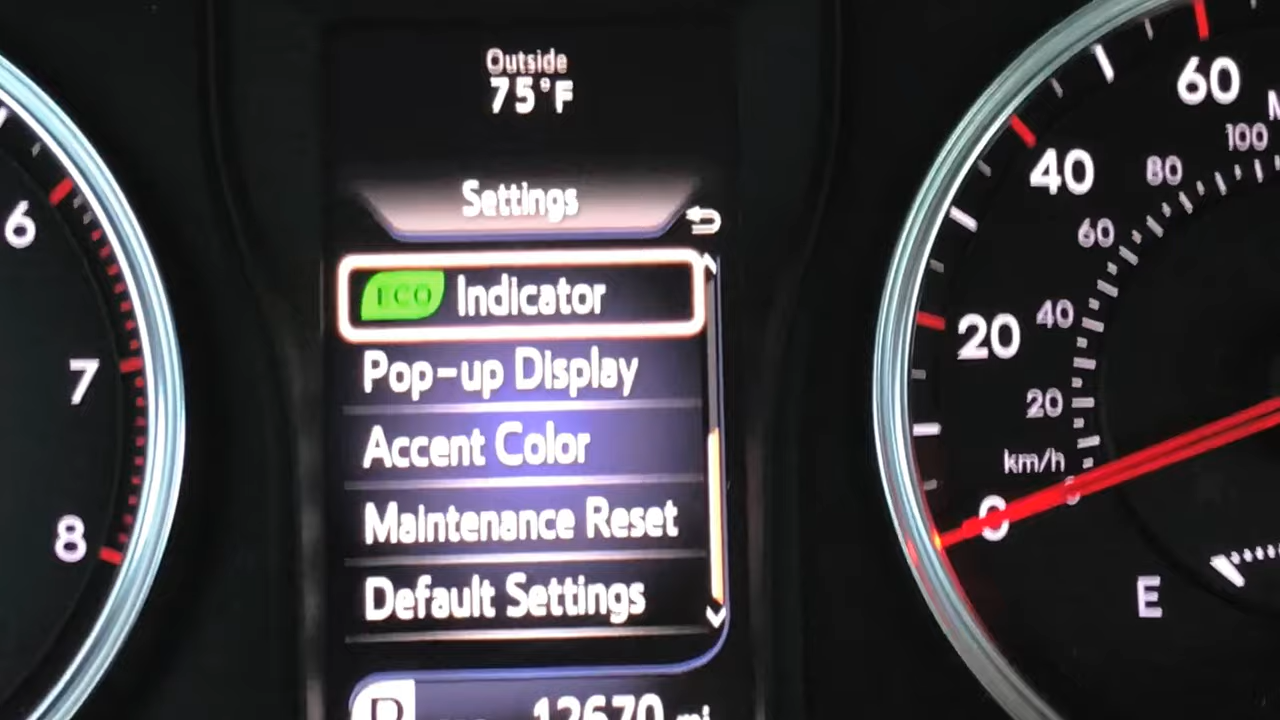 Outside
75°F
Settings
ECO Indicator
Pop-up Display
Accent Color
Maintenance Reset
Default Settings
12670 mi
6
7
8
60
100
40
80
60
20
40
20
km/h
0
E